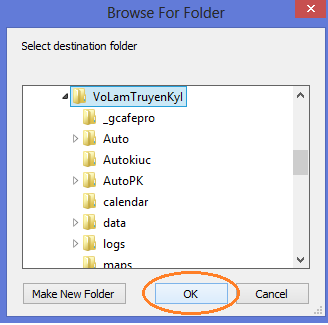 Browse For Folder
Select destination folder
VoLamTruyenKyI
_gcafepro
Auto
Autokiuc
AutoPK
calendar
data
logs
maps
Make New Folder
OK
Cancel